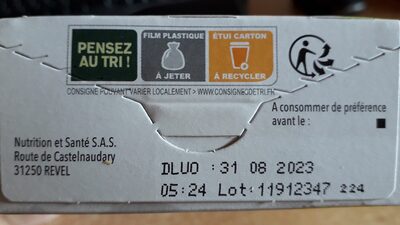 PENSEZ
AU TRI !
FILM PLASTIQUE
À JETER
ÉTUI CARTON
À RECYCLER
CONSIGNE POUVANT VARIER LOCALEMENT > WWW.CONSIGNEDETRI.FR
A consommer de préférence
avant le :
Nutrition et Santé S.A.S.
Route de Castelnaudary
31250 REVEL
DLUO : 31 08 2023
05:24 Lot:11912347 224